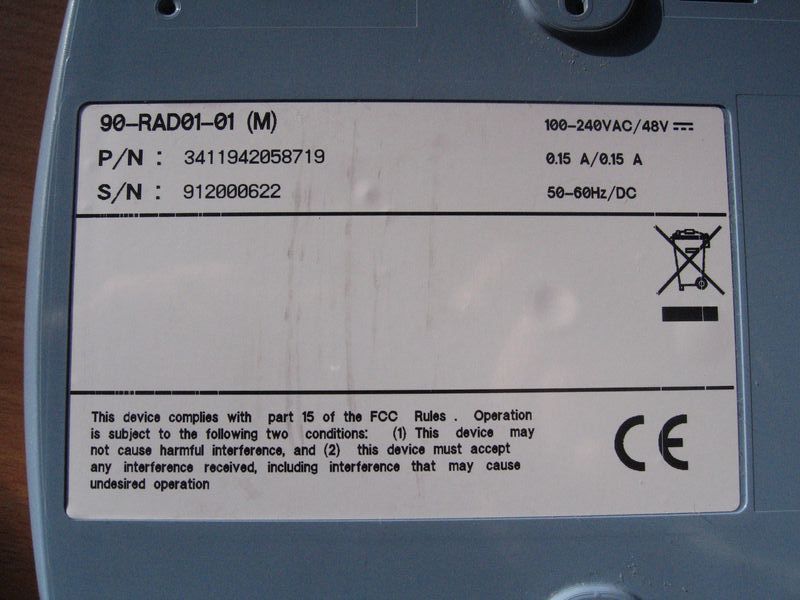 90-RAD01-01 (M)
100-240VAC/48V ⎓
P/N : 3411942058719
0.15 A/0.15 A
S/N : 912000622
50-60Hz/DC
This device complies with part 15 of the FCC Rules . Operation
is subject to the following two conditions: (1) This device may
not cause harmful interference, and (2) this device must accept
any interference received, including interference that may cause
undesired operation
CE